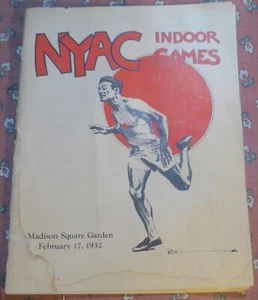 NYAC INDOOR
GAMES
Madison Square Garden
February 17, 1932